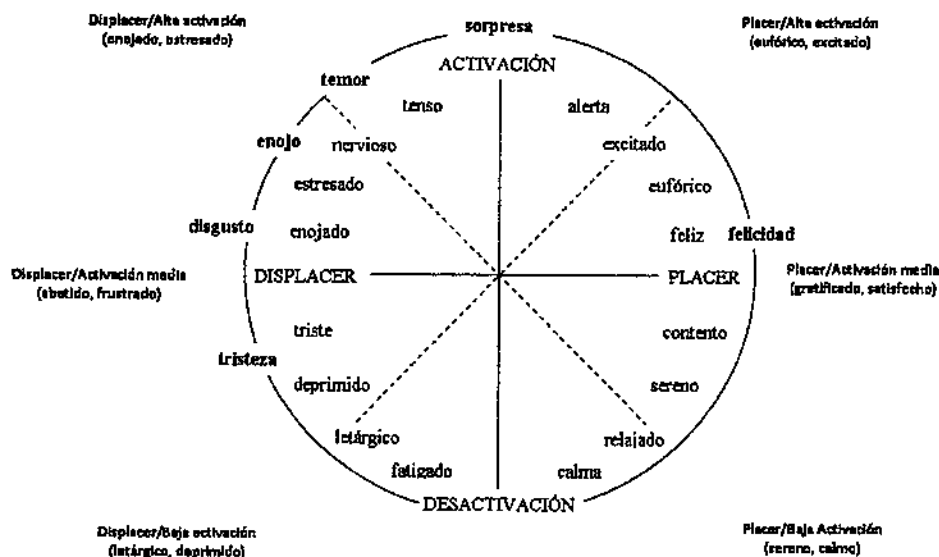 Displacer/Alta activación
(enojado, estresado)
sorpresa
Placer/Alta activación
(eufórico, excitado)
ACTIVACIÓN
temor
tenso
alerta
enojo
nervioso
excitado
estresado
eufórico
disgusto
enojado
feliz
felicidad
Displacer/Activación media
(abatido, frustrado)
DISPLACER
PLACER
Placer/Activación media
(gratificado, satisfecho)
triste
contento
tristeza
deprimido
sereno
letárgico
relajado
fatigado
calma
DESACTIVACIÓN
Displacer/Baja activación
(letárgico, deprimido)
Placer/Baja Activación
(sereno, calmo)